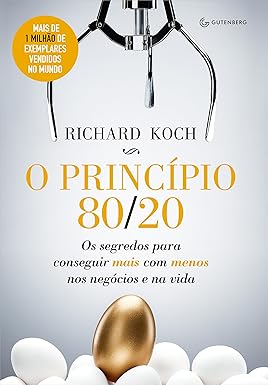 MAIS DE
1 MILHÃO DE
EXEMPLARES
VENDIDOS
NO MUNDO
GUTENBERG
RICHARD KOCH
O PRINCÍPIO
80/20
Os segredos para
conseguir mais com menos
nos negócios e na vida